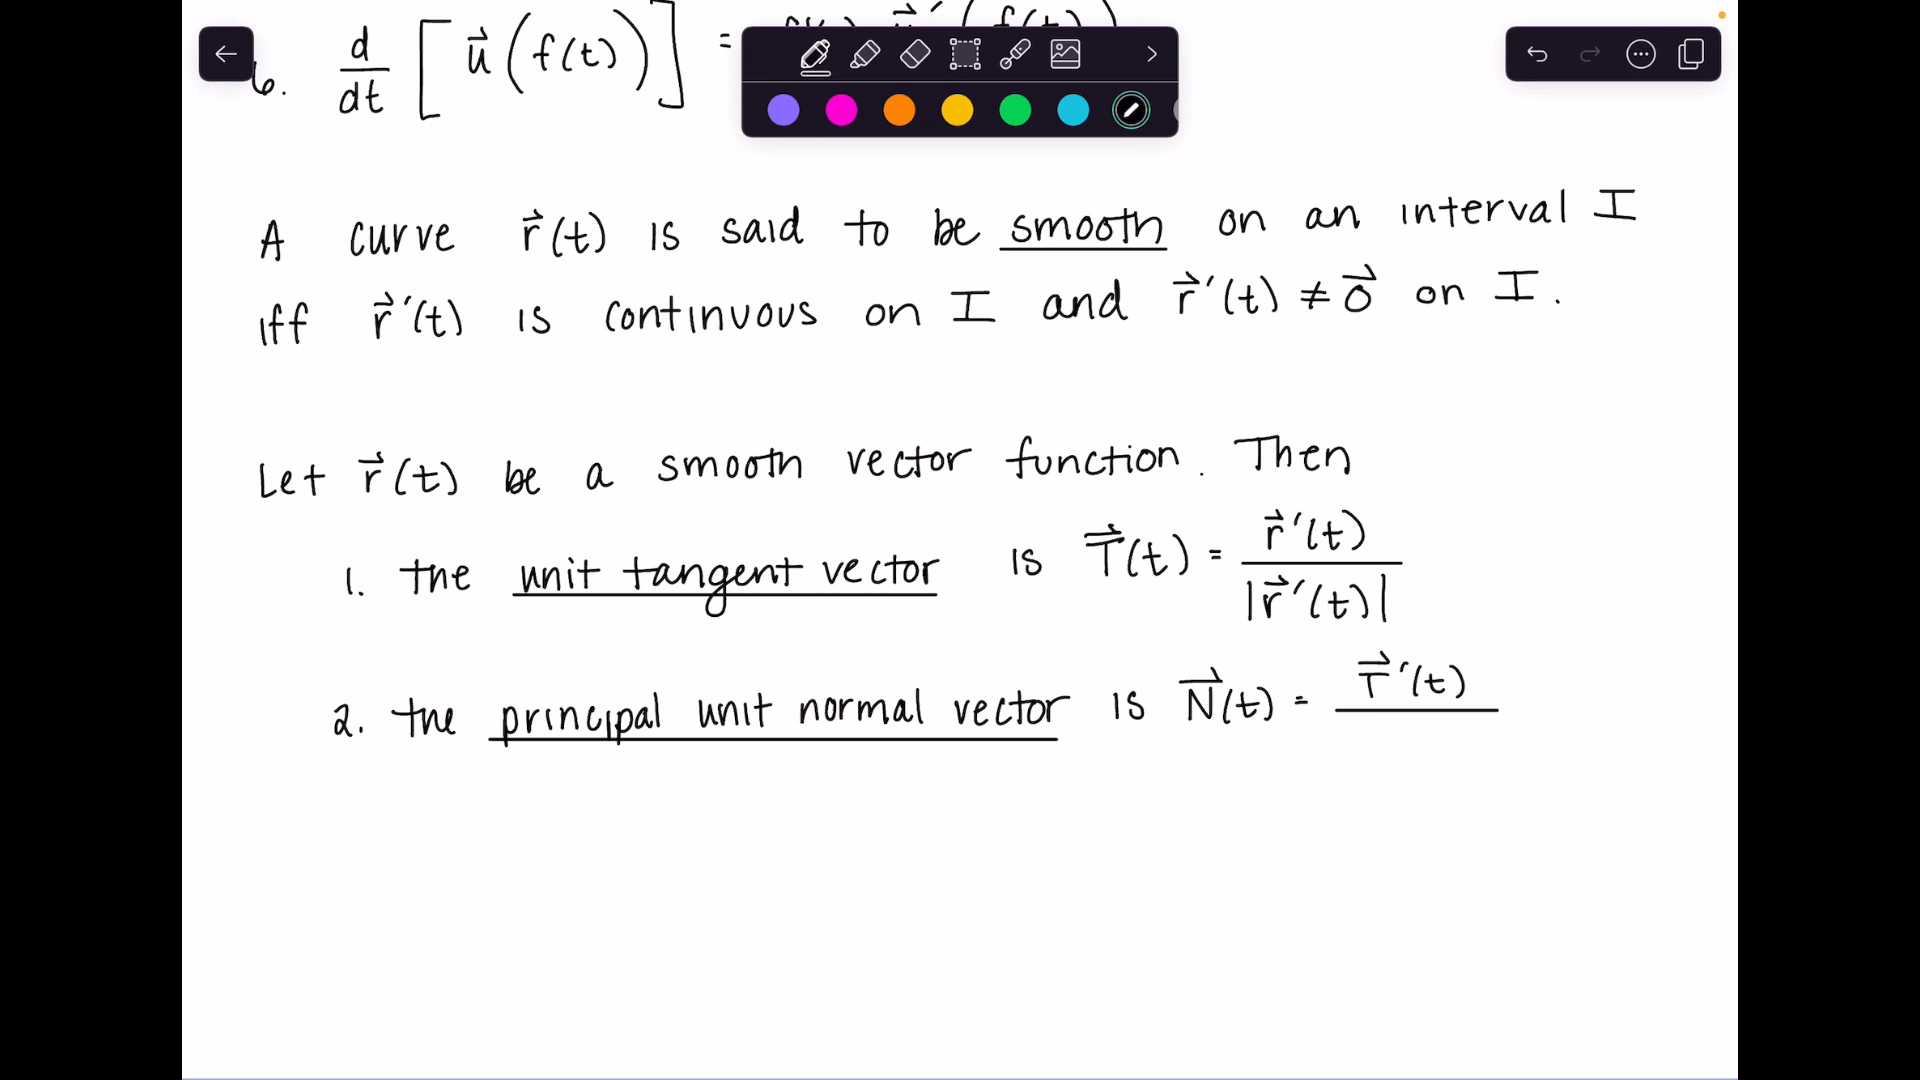 6. d/dt [ u⃗ (f(t)) ] =
A curve r⃗(t) is said to be smooth on an interval I
iff r⃗'(t) is continuous on I and r⃗'(t) ≠ 0⃗ on I.
Let r⃗(t) be a smooth vector function. Then
1. the unit tangent vector is T⃗(t) = r⃗'(t) / |r⃗'(t)|
2. the principal unit normal vector is N⃗(t) = T⃗'(t) /